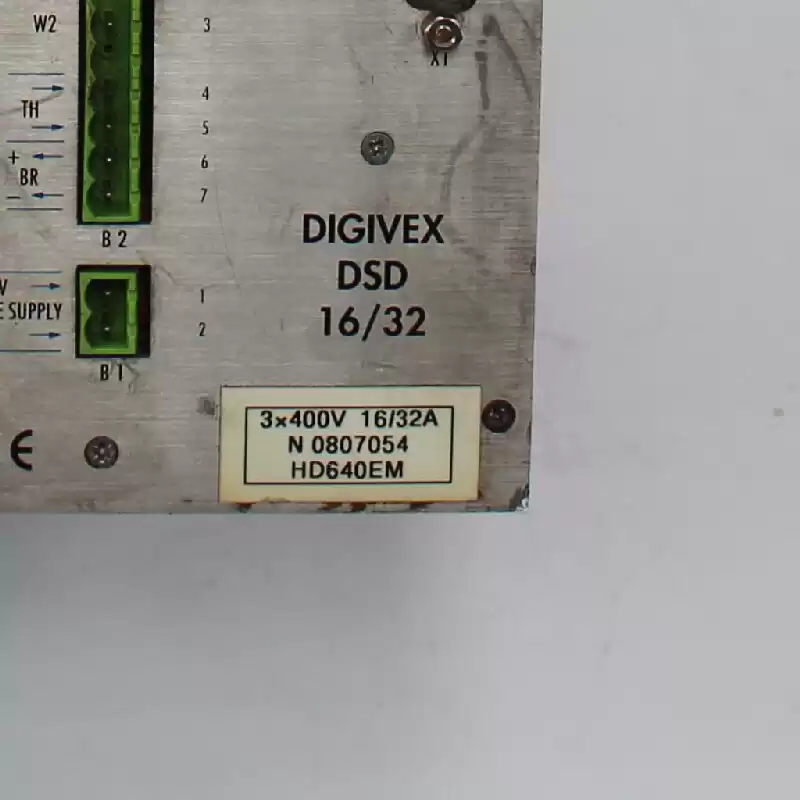 W2 3
X1
4
TH
5
+ 6
BR
– 7
B 2
DIGIVEX
DSD
16/32
V 1
E SUPPLY
2
B 1
3×400V 16/32A
N 0807054
HD640EM
CE